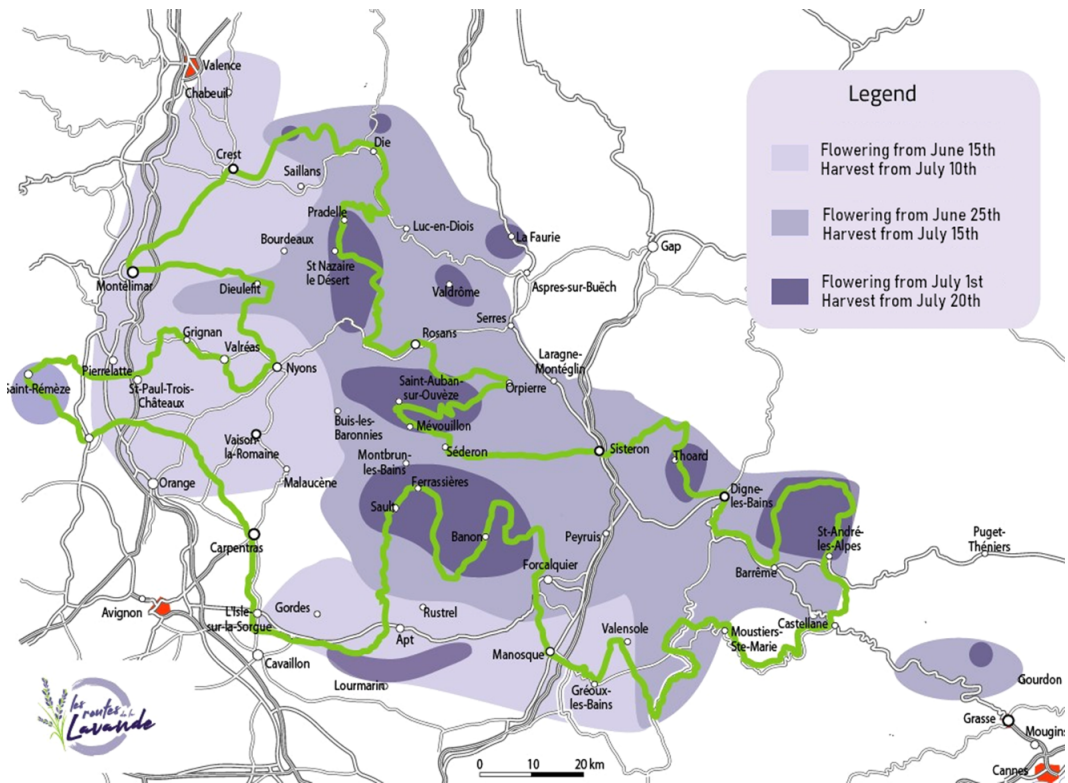 Valence
Chabeuil
Crest
Saillans
Die
Pradelle
Luc-en-Diois
Bourdeaux
La Faurie
Gap
St Nazaire
le Désert
Montélimar
Dieulefit
Valdrôme
Aspres-sur-Buëch
Serres
Rosans
Grignan
Valréas
Nyons
Pierrelatte
Saint-Rémèze
St-Paul-Trois-
Châteaux
Laragne-
Montéglin
Orpierre
Saint-Auban-
sur-Ouvèze
Buis-les-
Baronnies
Mévouillon
Vaison-
la-Romaine
Séderon
Sisteron
Thoard
Montbrun-
les-Bains
Malaucène
Orange
Ferrassières
Sault
Digne-
les-Bains
Banon
Peyruis
St-André-
les-Alpes
Puget-
Théniers
Carpentras
Forcalquier
Barrême
Avignon
L'Isle-
sur-la-Sorgue
Gordes
Rustrel
Apt
Castellane
Valensole
Moustiers-
Ste-Marie
Cavaillon
Manosque
Lourmarin
Gréoux-
les-Bains
Gourdon
Grasse
Mougins
Cannes
Legend
Flowering from June 15th
Harvest from July 10th
Flowering from June 25th
Harvest from July 15th
Flowering from July 1st
Harvest from July 20th
les
routes
de la
Lavande
0 10 20 km